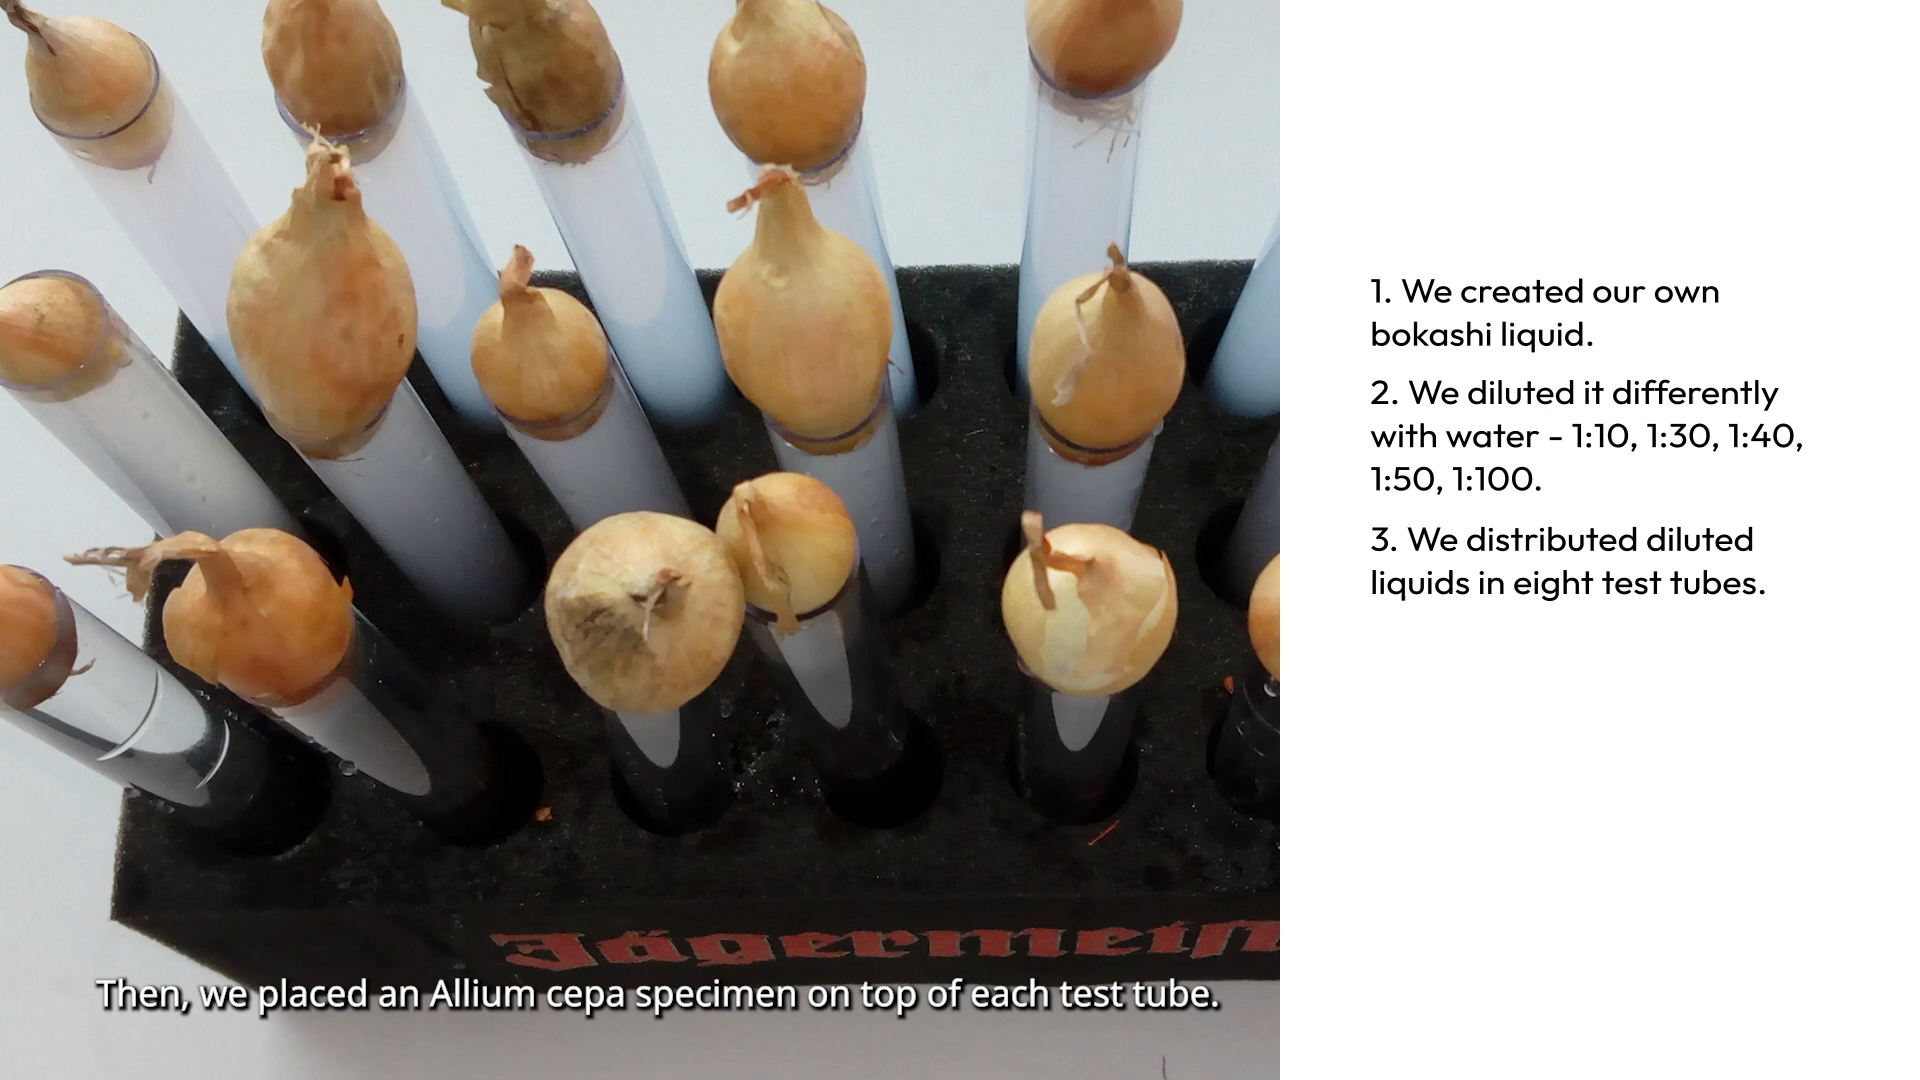 1. We created our own
bokashi liquid.
2. We diluted it differently
with water - 1:10, 1:30, 1:40,
1:50, 1:100.
3. We distributed diluted
liquids in eight test tubes.
Jägermeist
Then, we placed an Allium cepa specimen on top of each test tube.